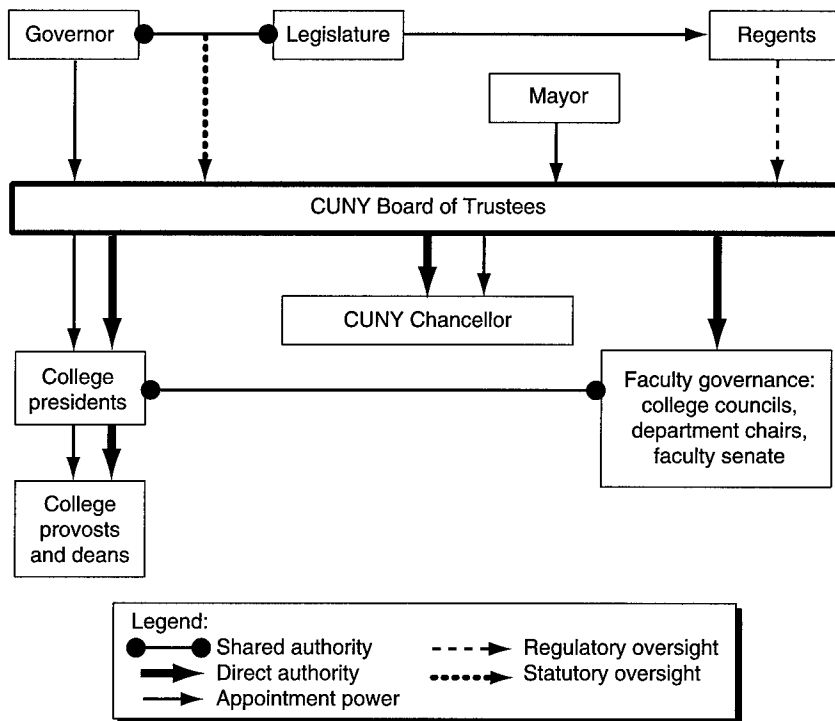 Governor
Legislature
Regents
Mayor
CUNY Board of Trustees
CUNY Chancellor
College
presidents
Faculty governance:
college councils,
department chairs,
faculty senate
College
provosts
and deans
Legend:
Shared authority
Direct authority
Appointment power
Regulatory oversight
Statutory oversight